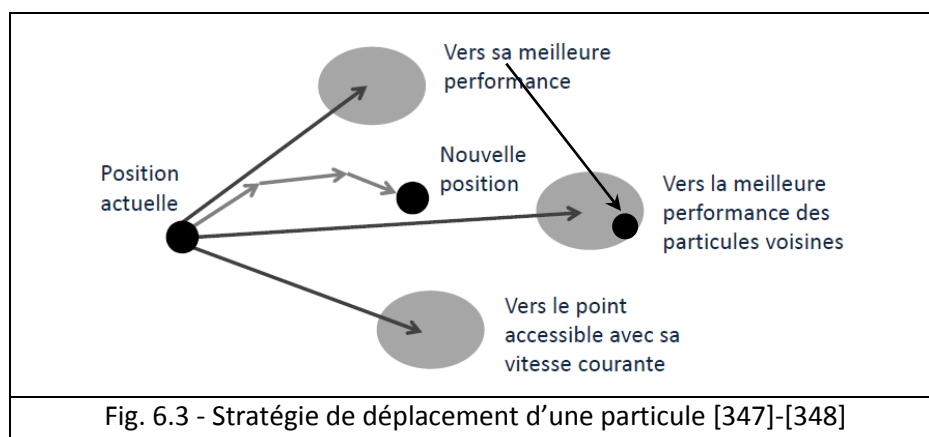 Vers sa meilleure
performance
Position
actuelle
Nouvelle
position
Vers la meilleure
performance des
particules voisines
Vers le point
accessible avec sa
vitesse courante
Fig. 6.3 - Stratégie de déplacement d’une particule [347]-[348]